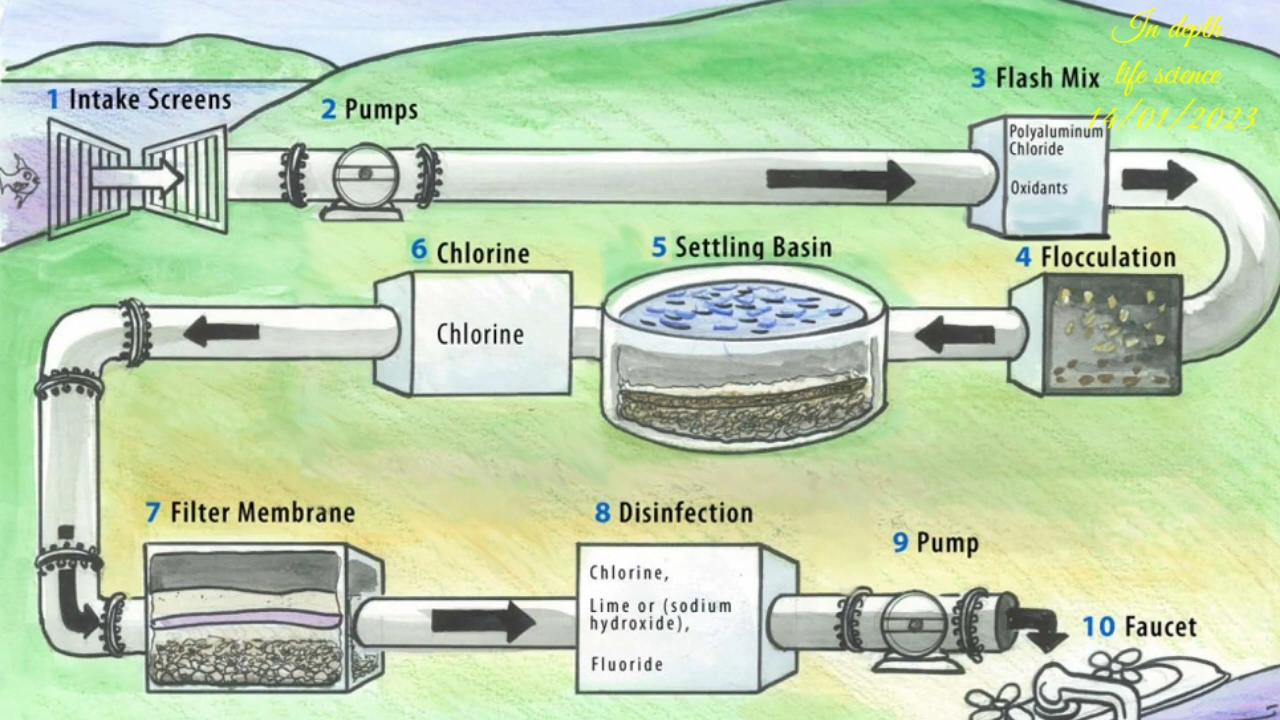 In depth
life science
14/01/2023
1 Intake Screens
2 Pumps
3 Flash Mix
Polyaluminum
Chloride
Oxidants
6 Chlorine
5 Settling Basin
4 Flocculation
Chlorine
7 Filter Membrane
8 Disinfection
9 Pump
Chlorine,
Lime or (sodium
hydroxide),
Fluoride
10 Faucet